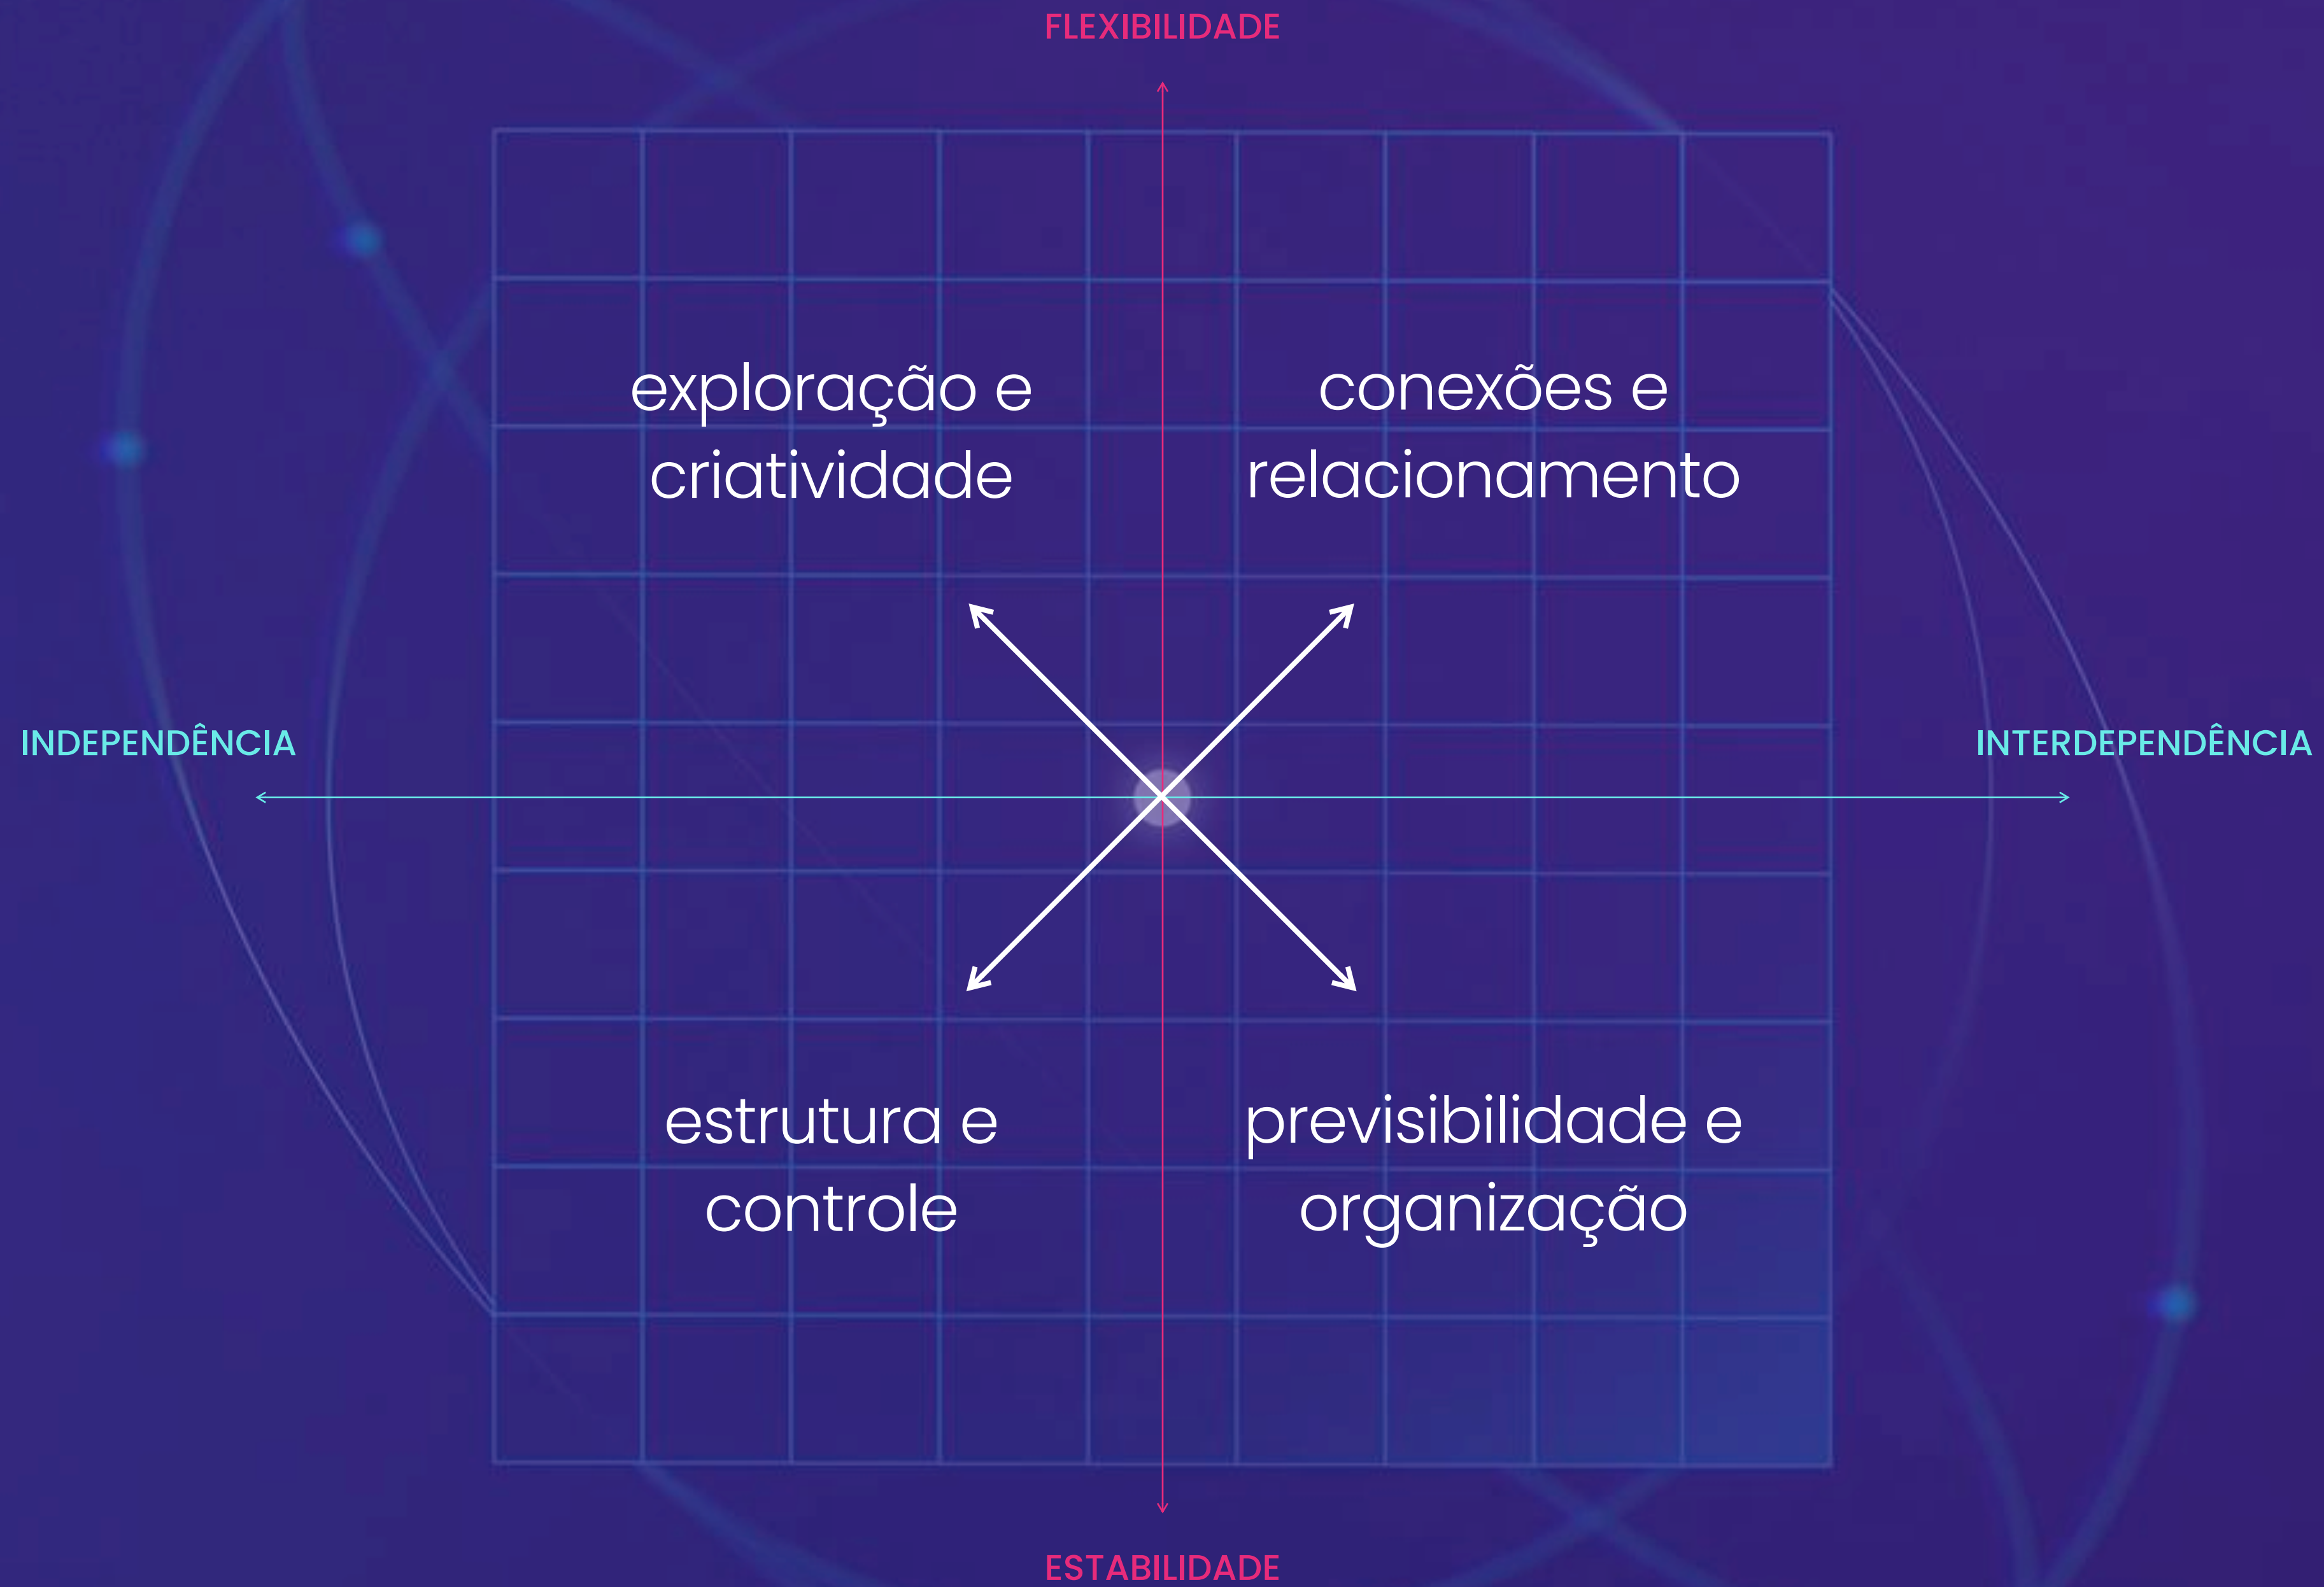 FLEXIBILIDADE
exploração e
criatividade
conexões e
relacionamento
INDEPENDÊNCIA
INTERDEPENDÊNCIA
estrutura e
controle
previsibilidade e
organização
ESTABILIDADE